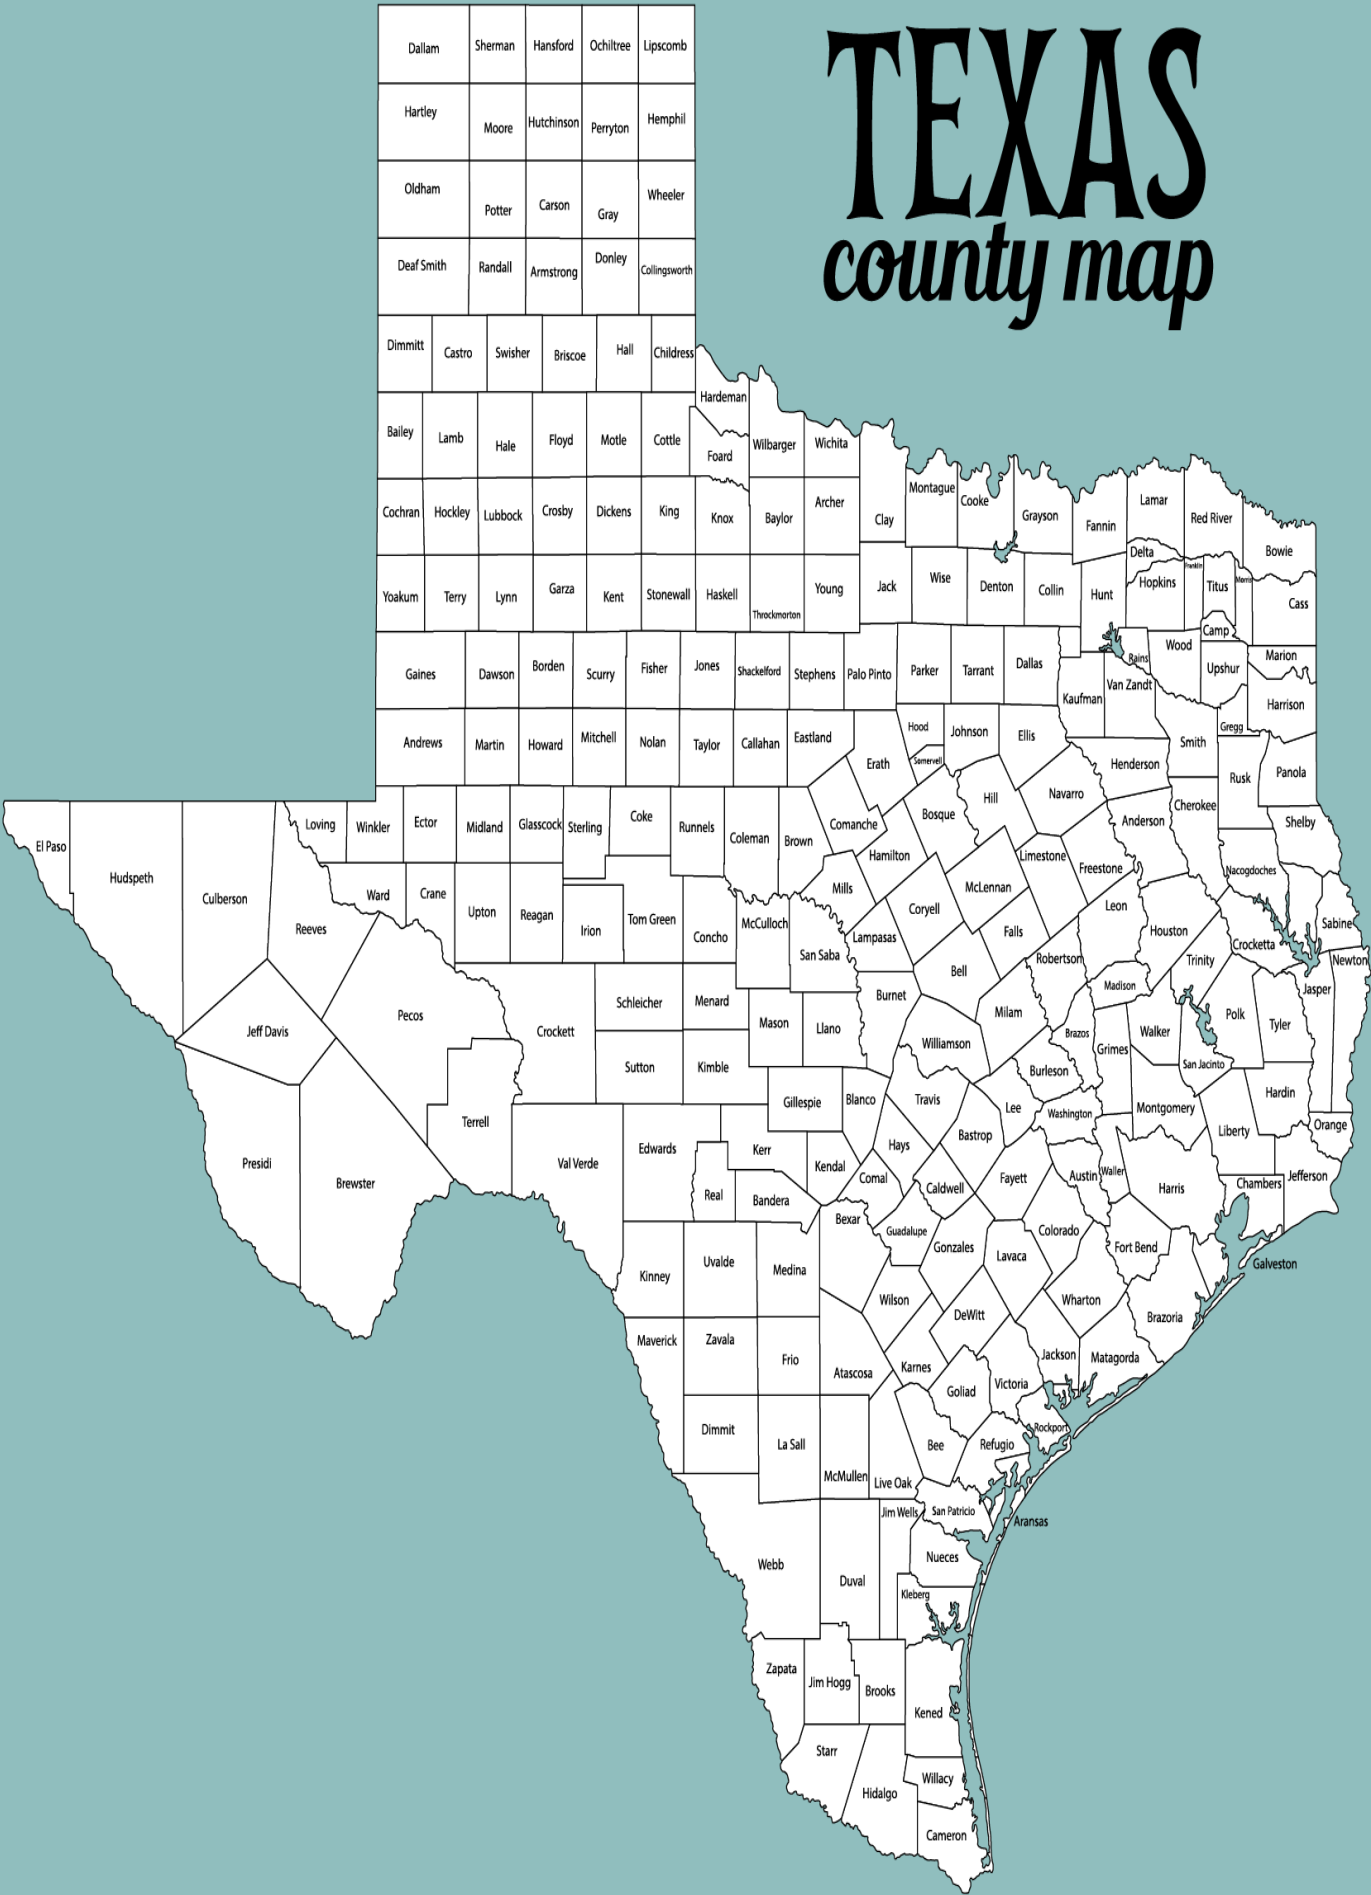 TEXAS
county map
Dallam
Sherman
Hansford
Ochiltree
Lipscomb
Hartley
Moore
Hutchinson
Perryton
Hemphil
Oldham
Potter
Carson
Gray
Wheeler
Deaf Smith
Randall
Armstrong
Donley
Collingsworth
Dimmitt
Castro
Swisher
Briscoe
Hall
Childress
Hardeman
Bailey
Lamb
Hale
Floyd
Motle
Cottle
Foard
Wilbarger
Wichita
Cochran
Hockley
Lubbock
Crosby
Dickens
King
Knox
Baylor
Archer
Clay
Montague
Cooke
Grayson
Fannin
Lamar
Red River
Bowie
Yoakum
Terry
Lynn
Garza
Kent
Stonewall
Haskell
Throckmorton
Young
Jack
Wise
Denton
Collin
Hunt
Delta
Hopkins
Franklin
Titus
Morris
Cass
Camp
Gaines
Dawson
Borden
Scurry
Fisher
Jones
Shackelford
Stephens
Palo Pinto
Parker
Tarrant
Dallas
Kaufman
Rains
Van Zandt
Wood
Upshur
Marion
Harrison
Andrews
Martin
Howard
Mitchell
Nolan
Taylor
Callahan
Eastland
Erath
Hood
Somervell
Johnson
Ellis
Henderson
Smith
Gregg
Rusk
Panola
El Paso
Hudspeth
Culberson
Reeves
Loving
Winkler
Ector
Midland
Glasscock
Sterling
Coke
Runnels
Coleman
Brown
Comanche
Hamilton
Bosque
Hill
Navarro
Anderson
Cherokee
Shelby
Nacogdoches
Ward
Crane
Upton
Reagan
Irion
Tom Green
Concho
McCulloch
San Saba
Mills
Lampasas
Coryell
McLennan
Limestone
Freestone
Falls
Leon
Houston
Trinity
Crocketta
Sabine
Newton
Jasper
Jeff Davis
Pecos
Crockett
Schleicher
Menard
Mason
Llano
Burnet
Bell
Milam
Robertson
Madison
Brazos
Grimes
Walker
San Jacinto
Polk
Tyler
Sutton
Kimble
Williamson
Burleson
Presidi
Brewster
Terrell
Val Verde
Edwards
Kerr
Gillespie
Blanco
Travis
Lee
Washington
Montgomery
Liberty
Hardin
Orange
Real
Bandera
Kendal
Hays
Comal
Caldwell
Bastrop
Fayett
Austin
Waller
Harris
Chambers
Jefferson
Galveston
Kinney
Uvalde
Medina
Bexar
Guadalupe
Gonzales
Lavaca
Colorado
Fort Bend
Wilson
DeWitt
Wharton
Brazoria
Maverick
Zavala
Frio
Atascosa
Karnes
Goliad
Victoria
Jackson
Matagorda
Dimmit
La Sall
McMullen
Live Oak
Bee
Refugio
Rockport
Aransas
Webb
Duval
Jim Wells
San Patricio
Nueces
Kleberg
Zapata
Jim Hogg
Brooks
Kened
Starr
Hidalgo
Willacy
Cameron